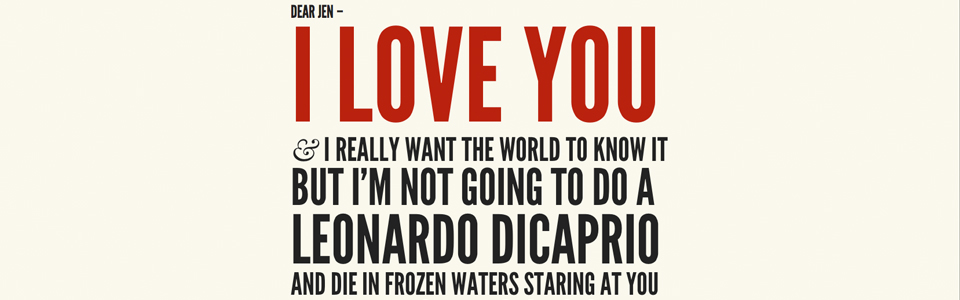 DEAR JEN –
I LOVE YOU
& I REALLY WANT THE WORLD TO KNOW IT
BUT I’M NOT GOING TO DO A
LEONARDO DICAPRIO
AND DIE IN FROZEN WATERS STARING AT YOU